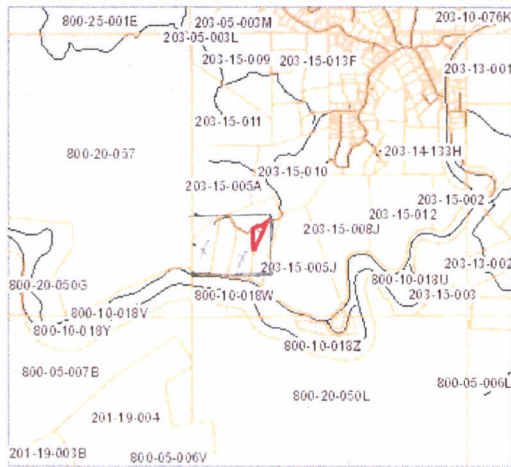 800-25-001E
203-05-003M
203-10-076K
203-05-003L
203-15-009
203-15-013F
203-13-001
203-15-011
800-20-057
203-14-133H
203-15-010
203-15-005A
203-15-002
203-15-012
203-15-008J
203-13-002
203-15-005J
800-10-018U
800-20-050G
800-10-018W
203-15-003
800-10-018V
800-10-018Y
800-10-018Z
800-05-007B
800-20-050L
800-05-006L
201-19-004
201-19-003B
800-05-006V